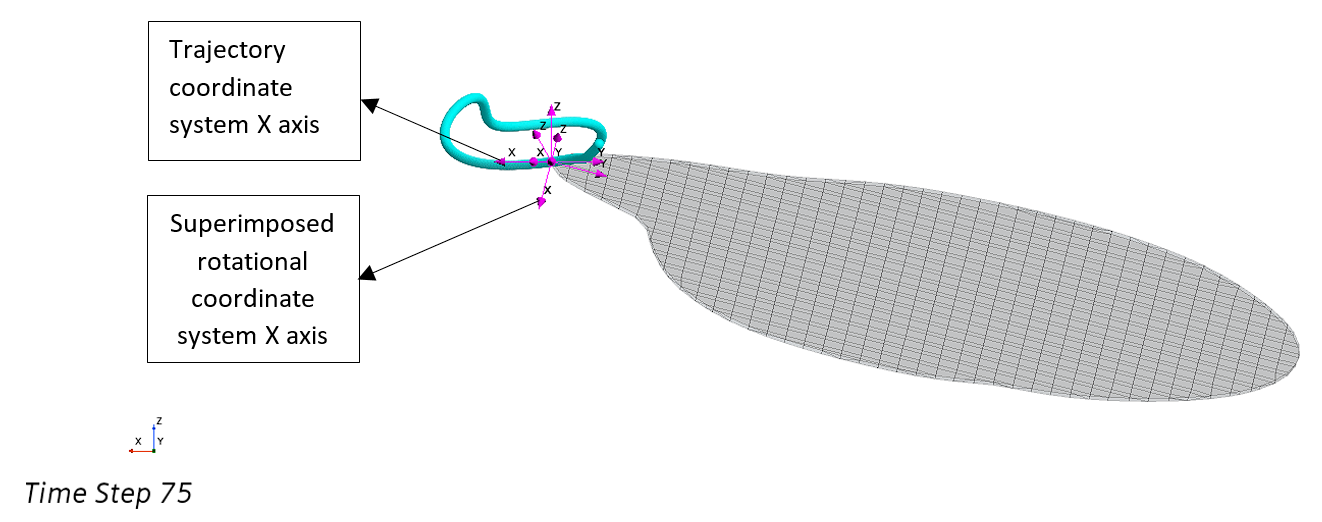 Trajectory
coordinate
system X axis
Z
Z
Z
X
X
Y
Y
Y
X
Superimposed
rotational
coordinate
system X axis
Z
X
Y
Time Step 75